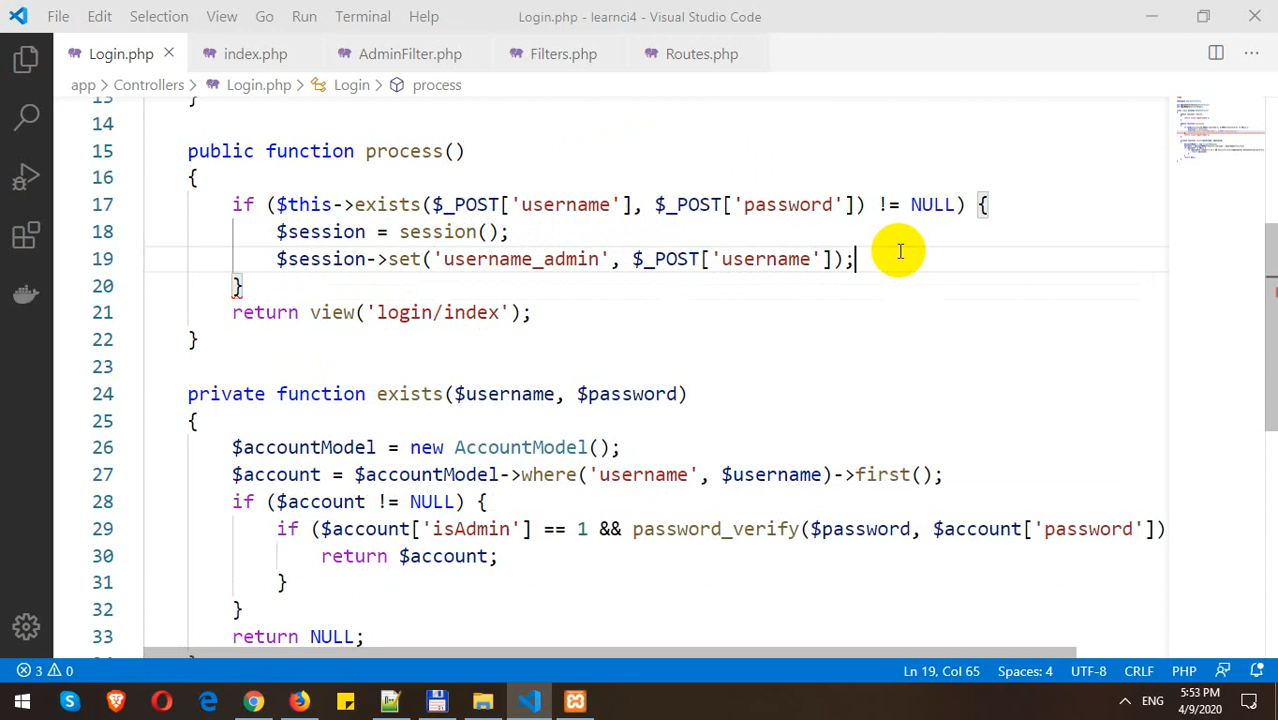 File Edit Selection View Go Run Terminal Help Login.php - learnci4 - Visual Studio Code
Login.php index.php AdminFilter.php Filters.php Routes.php
app > Controllers > Login.php > Login > process
14
15 public function process()
16 {
17 if ($this->exists($_POST['username'], $_POST['password']) != NULL) {
18 $session = session();
19 $session->set('username_admin', $_POST['username']);
20 }
21 return view('login/index');
22 }
23
24 private function exists($username, $password)
25 {
26 $accountModel = new AccountModel();
27 $account = $accountModel->where('username', $username)->first();
28 if ($account != NULL) {
29 if ($account['isAdmin'] == 1 && password_verify($password, $account['password'])
30 return $account;
31 }
32 }
33 return NULL;
3 0 Ln 19, Col 65 Spaces: 4 UTF-8 CRLF PHP
ENG 5:53 PM
4/9/2020